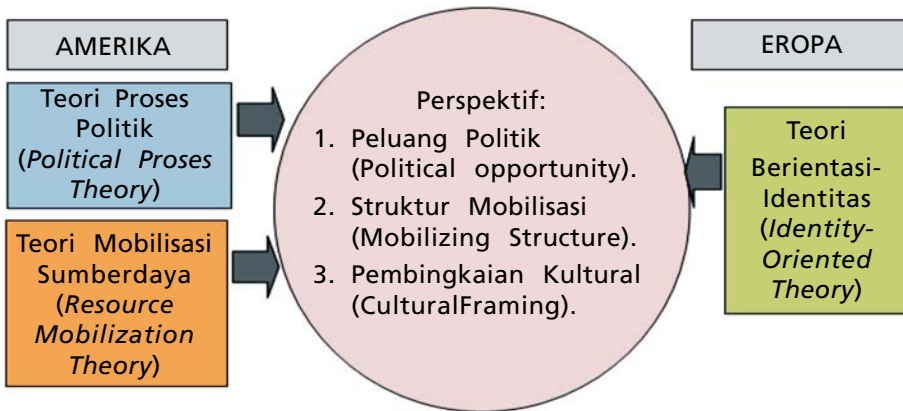 AMERIKA
Teori Proses
Politik
(Political Proses
Theory)
Teori Mobilisasi
Sumberdaya
(Resource
Mobilization
Theory)
Perspektif:
1. Peluang Politik
(Political opportunity).
2. Struktur Mobilisasi
(Mobilizing Structure).
3. Pembingkaian Kultural
(CulturalFraming).
EROPA
Teori
Berientasi-
Identitas
(Identity-
Oriented
Theory)